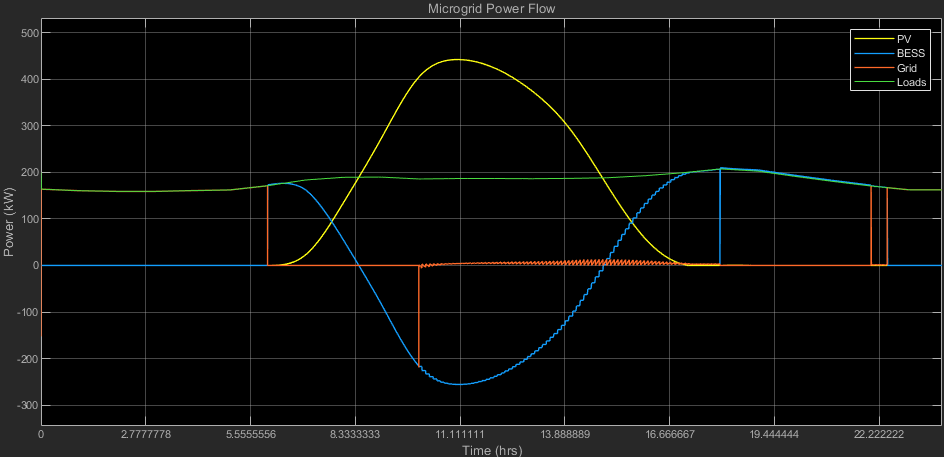 Microgrid Power Flow
500
400
300
200
100
0
-100
-200
-300
Power (kW)
PV
BESS
Grid
Loads
0 2.7777778 5.5555556 8.3333333 11.111111 13.888889 16.666667 19.444444 22.222222
Time (hrs)